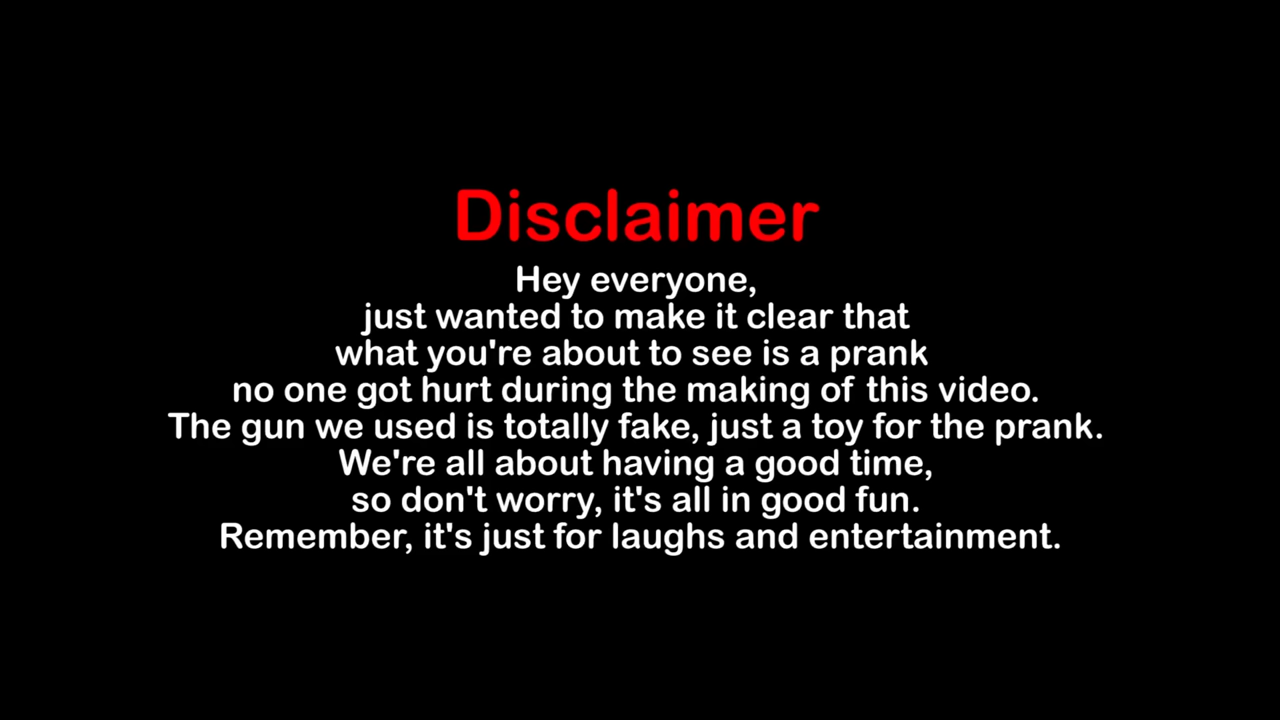 Disclaimer
Hey everyone,
just wanted to make it clear that
what you're about to see is a prank
no one got hurt during the making of this video.
The gun we used is totally fake, just a toy for the prank.
We're all about having a good time,
so don't worry, it's all in good fun.
Remember, it's just for laughs and entertainment.